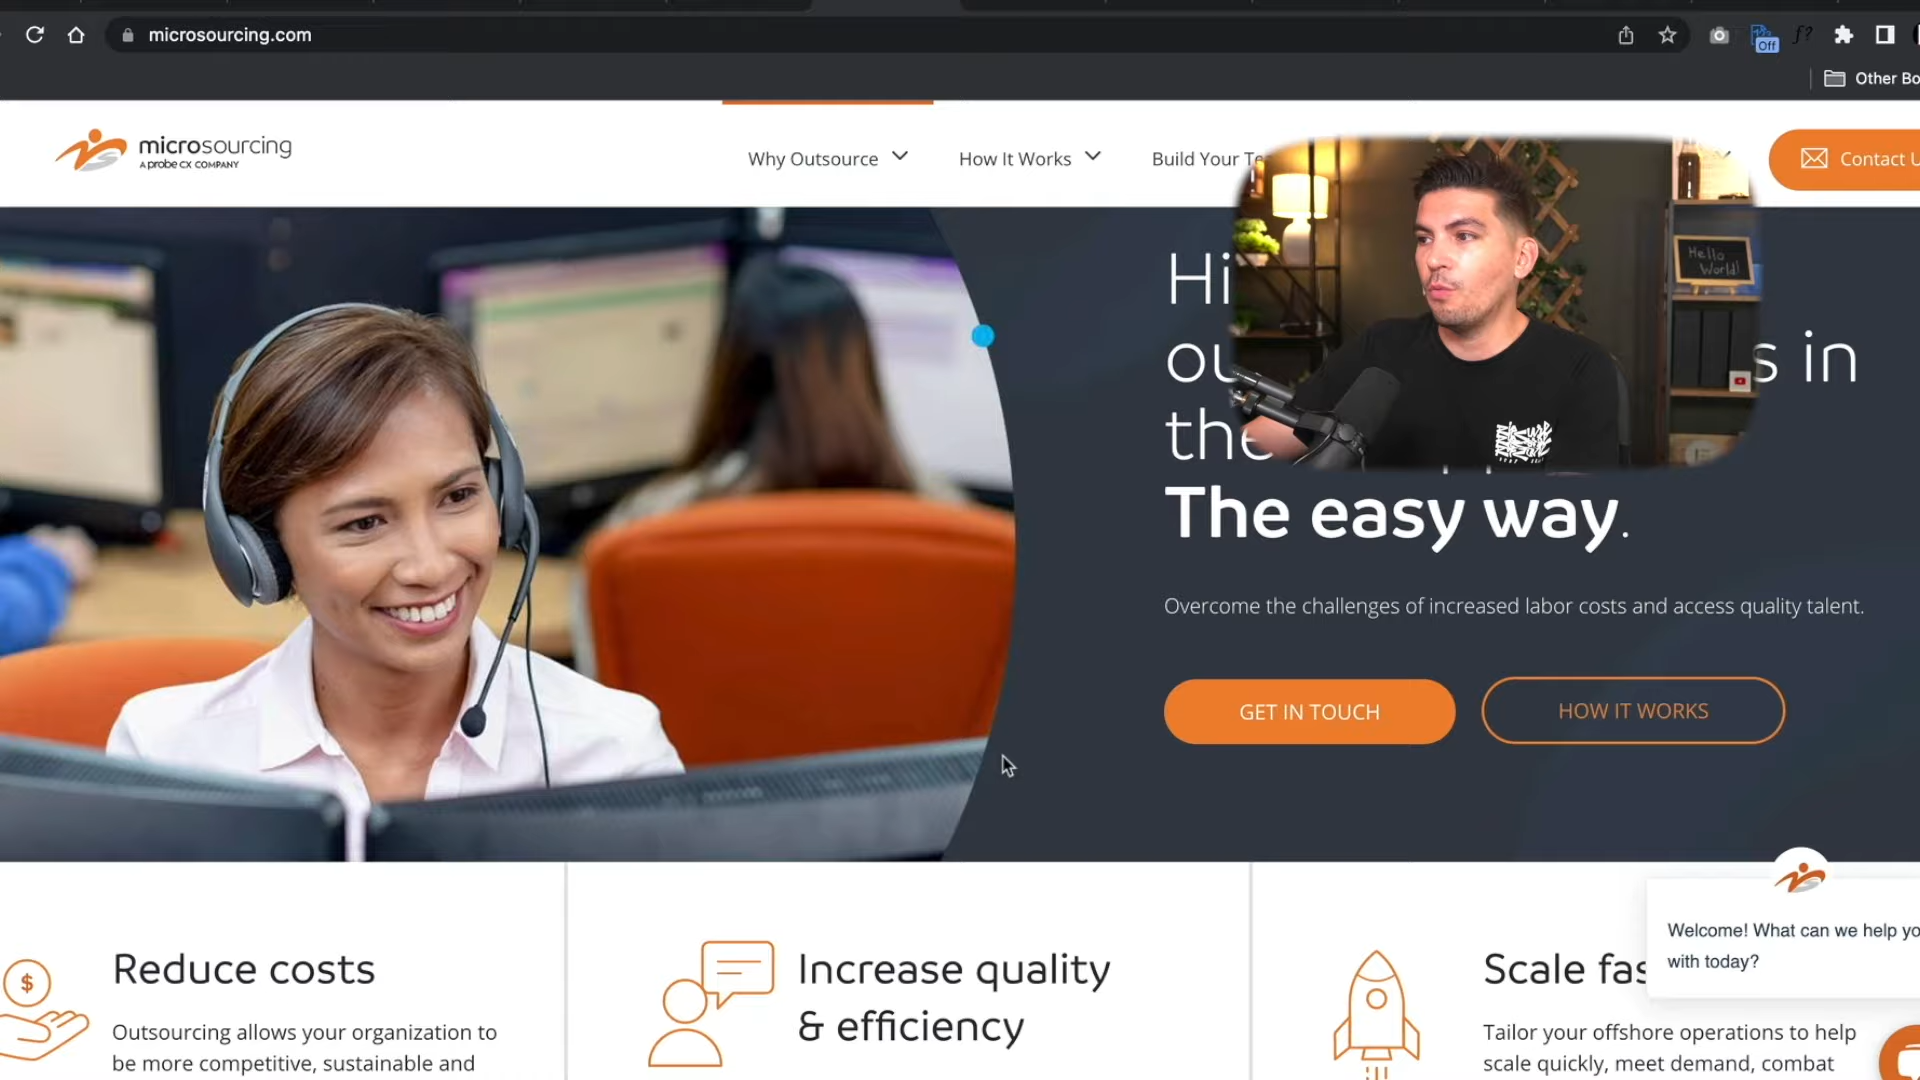 microsourcing.com
Off
f?
Other Bo
microsourcing
A probe CX COMPANY
Why Outsource
How It Works
Build Your Te
Contact U
Hello
World!
Hi
ou s in
the
The easy way.
Overcome the challenges of increased labor costs and access quality talent.
GET IN TOUCH
HOW IT WORKS
Welcome! What can we help yo
with today?
Reduce costs
Outsourcing allows your organization to
be more competitive, sustainable and
Increase quality
& efficiency
Scale fas
Tailor your offshore operations to help
scale quickly, meet demand, combat